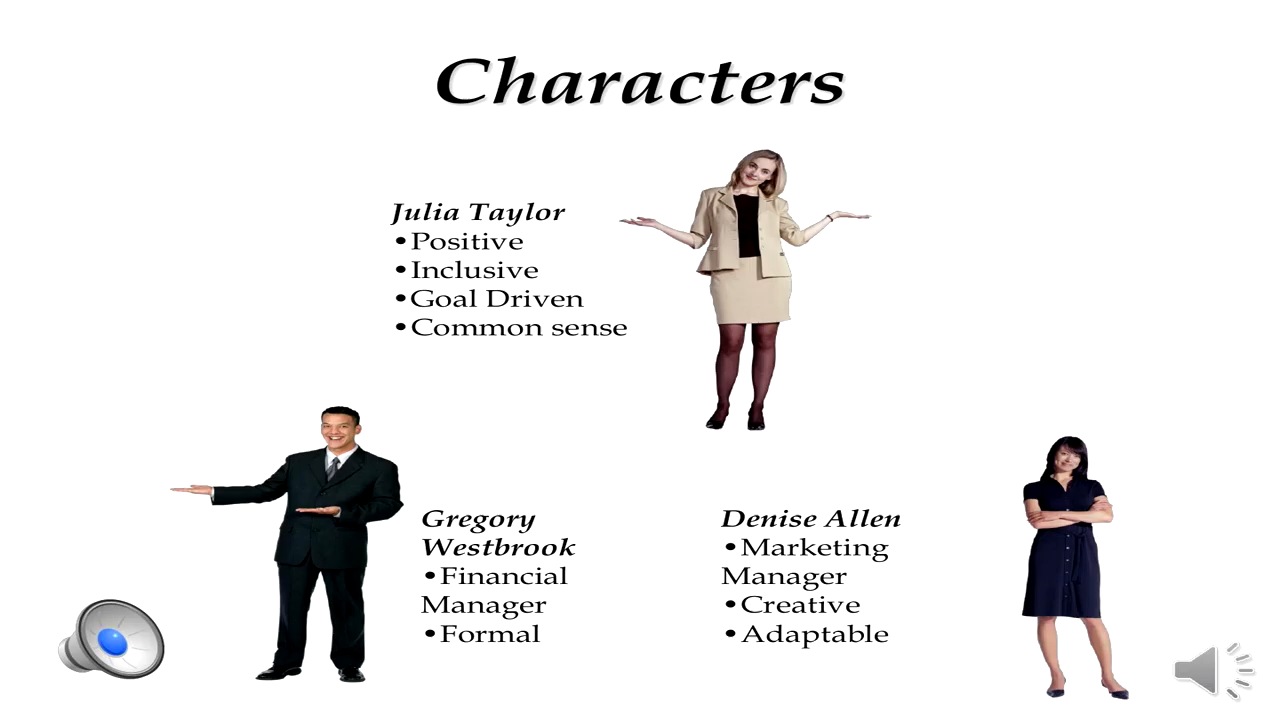 Characters
Julia Taylor
•Positive
•Inclusive
•Goal Driven
•Common sense
Gregory
Westbrook
•Financial
Manager
•Formal
Denise Allen
•Marketing
Manager
•Creative
•Adaptable